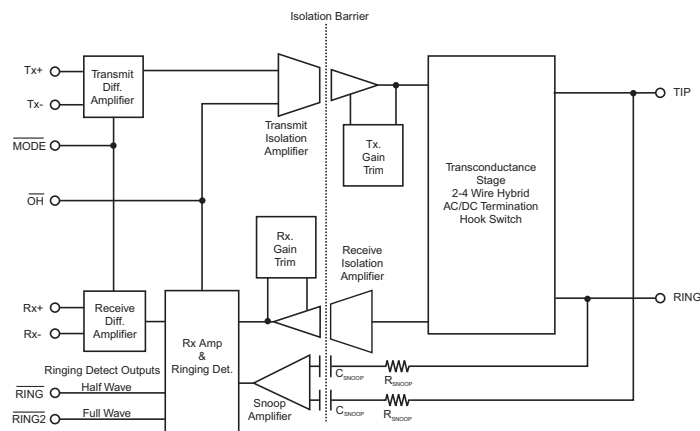 Isolation Barrier
Tx+
Tx-
Transmit
Diff.
Amplifier
MODE
OH
Transmit
Isolation
Amplifier
Tx.
Gain
Trim
Transconductance
Stage
2-4 Wire Hybrid
AC/DC Termination
Hook Switch
TIP
RING
Rx.
Gain
Trim
Receive
Isolation
Amplifier
Rx+
Rx-
Receive
Diff.
Amplifier
Rx Amp
&
Ringing Det.
Ringing Detect Outputs
RING
Half Wave
RING2
Full Wave
Snoop
Amplifier
CSNOOP
RSNOOP
CSNOOP
RSNOOP